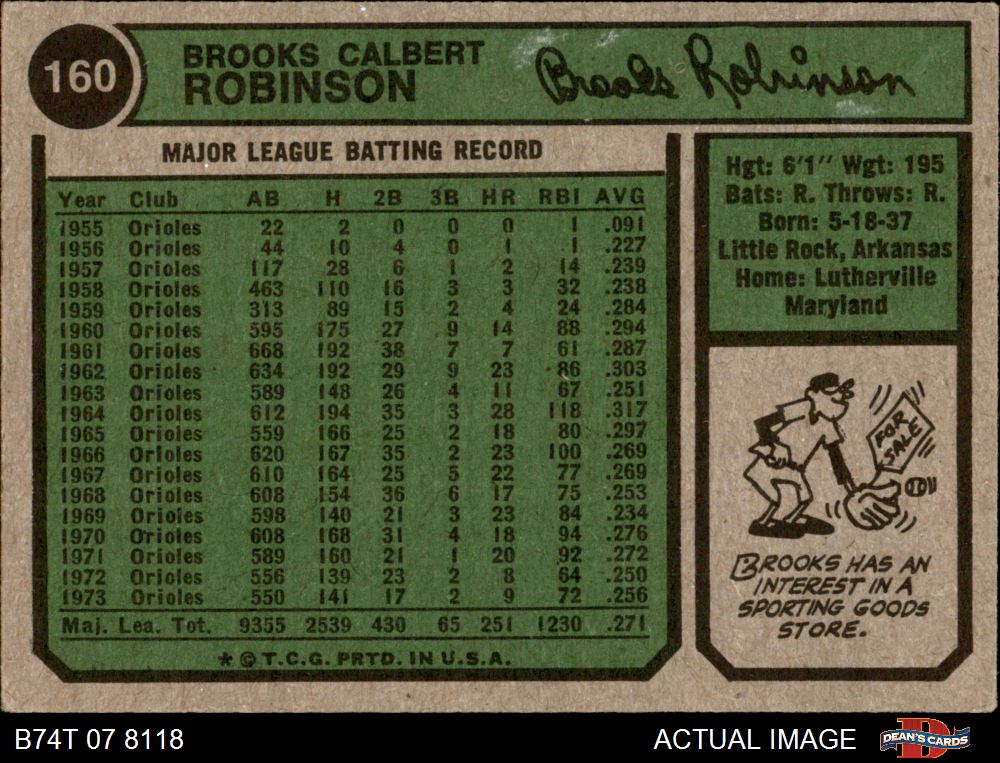 160
BROOKS CALBERT
ROBINSON
Brooks Robinson
MAJOR LEAGUE BATTING RECORD
Year Club AB H 2B 3B HR RBI AVG
1955 Orioles 22 2 0 0 0 1 .091
1956 Orioles 44 10 4 0 1 1 .227
1957 Orioles 117 28 6 1 2 14 .239
1958 Orioles 463 110 16 3 3 32 .238
1959 Orioles 313 89 15 2 4 24 .284
1960 Orioles 595 175 27 9 14 88 .294
1961 Orioles 668 192 38 7 7 61 .287
1962 Orioles 634 192 29 9 23 86 .303
1963 Orioles 589 148 26 4 11 67 .251
1964 Orioles 612 194 35 3 28 118 .317
1965 Orioles 559 166 25 2 18 80 .297
1966 Orioles 620 167 35 2 23 100 .269
1967 Orioles 610 164 25 5 22 77 .269
1968 Orioles 608 154 36 6 17 75 .253
1969 Orioles 598 140 21 3 23 84 .234
1970 Orioles 608 168 31 4 18 94 .276
1971 Orioles 589 160 21 1 20 92 .272
1972 Orioles 556 139 23 2 8 64 .250
1973 Orioles 550 141 17 2 9 72 .256
Maj. Lea. Tot. 9355 2539 430 65 251 1230 .271
* © T.C.G. PRTD. IN U.S.A.
Hgt: 6'1" Wgt: 195
Bats: R. Throws: R.
Born: 5-18-37
Little Rock, Arkansas
Home: Lutherville
Maryland
FOR
SALE
BROOKS HAS AN
INTEREST IN A
SPORTING GOODS
STORE.
B74T 07 8118
ACTUAL IMAGE
DEAN'S CARDS